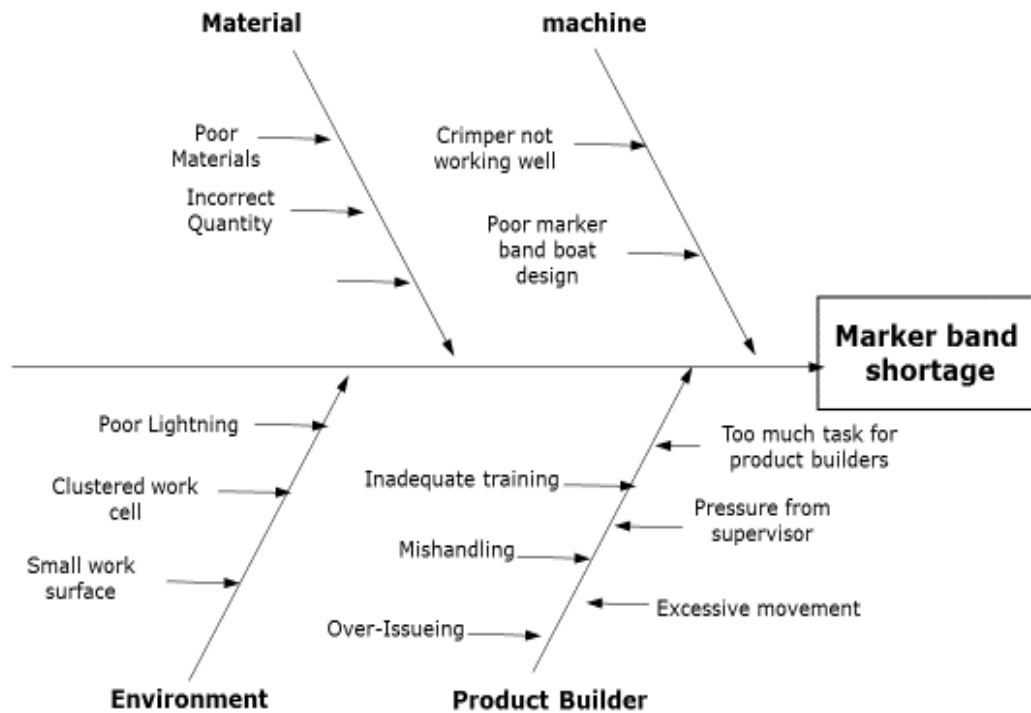 Material
machine
Poor
Materials
Crimper not
working well
Incorrect
Quantity
Poor marker
band boat
design
Marker band
shortage
Poor Lightning
Too much task for
product builders
Inadequate training
Clustered work
cell
Pressure from
supervisor
Mishandling
Small work
surface
Excessive movement
Over-Issueing
Environment
Product Builder